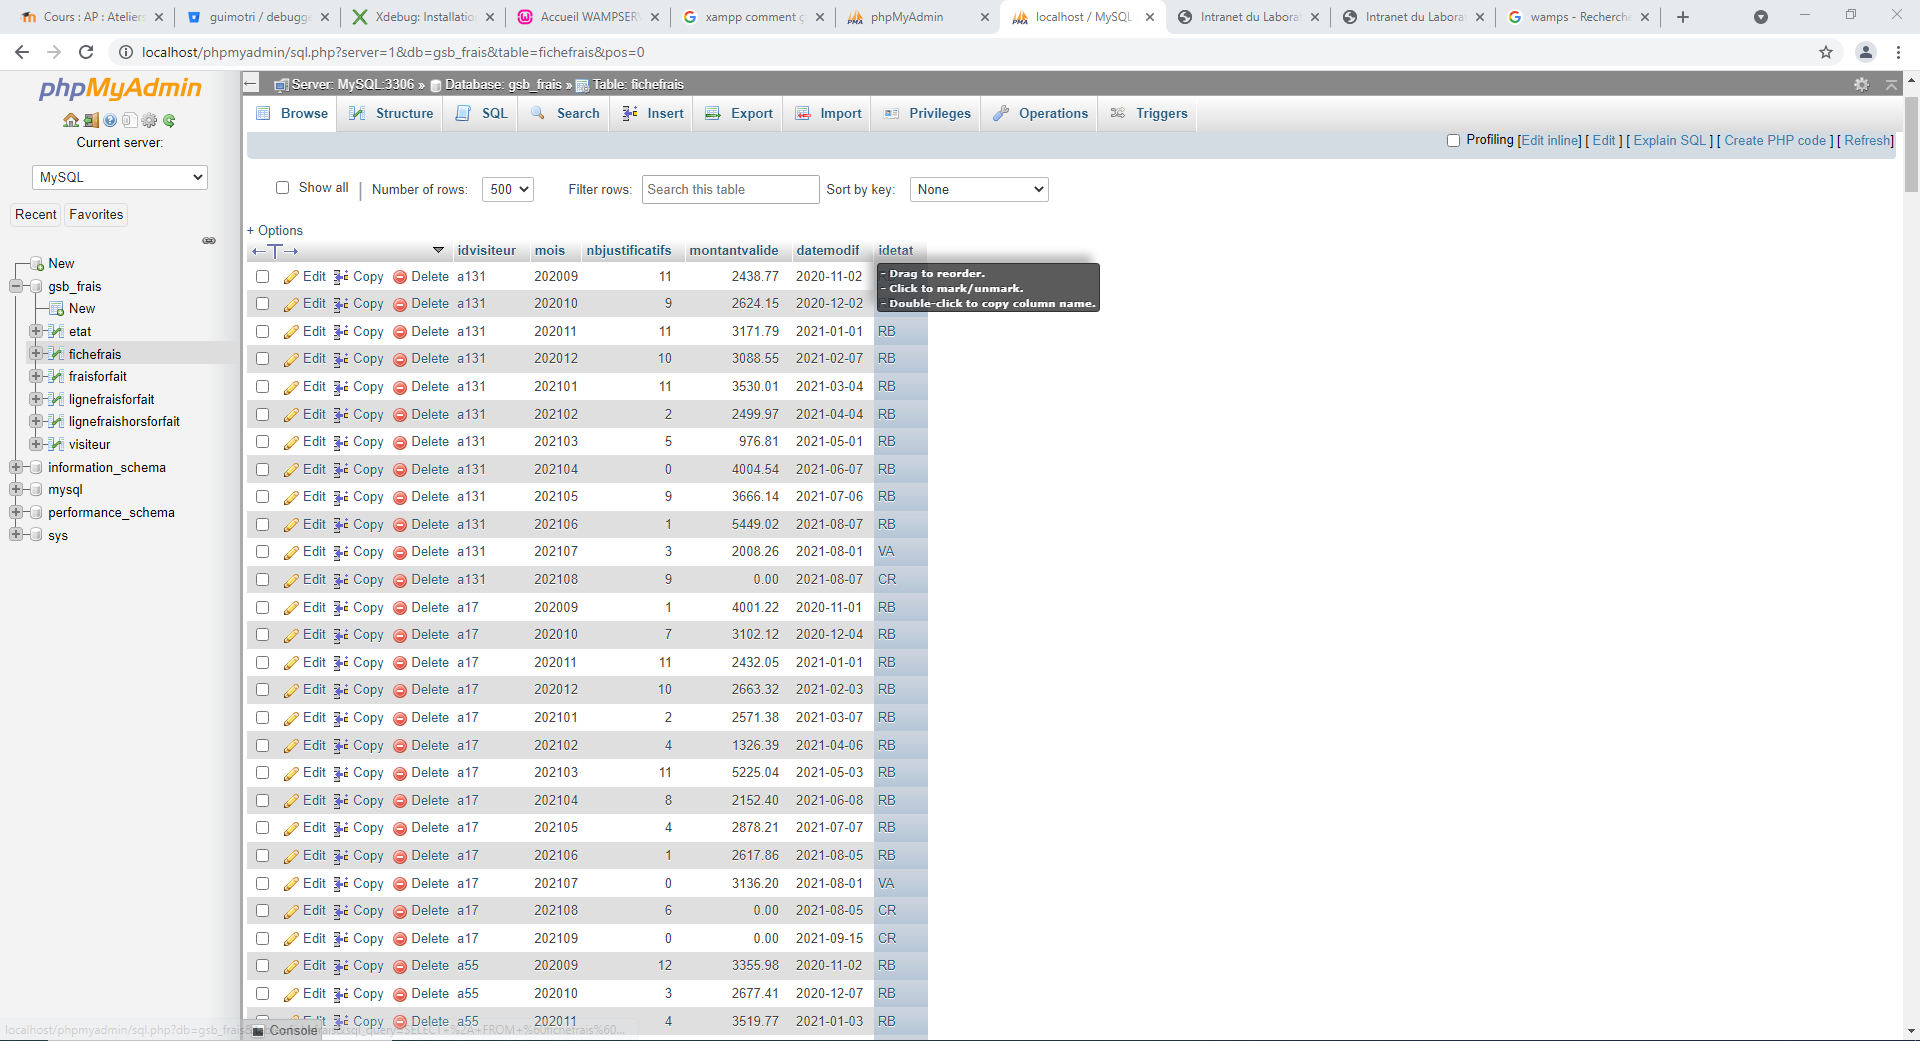 Cours : AP : Ateliers
guimotri / debugge
Xdebug: Installatio
Accueil WAMPSER
xampp comment
phpMyAdmin
localhost / MySQL
Intranet du Labora
Intranet du Labora
wamps - Recherch
localhost/phpmyadmin/sql.php?server=1&db=gsb_frais&table=fichefrais&pos=0
phpMyAdmin
Current server:
MySQL
Recent Favorites
New
gsb_frais
New
etat
fichefrais
fraisforfait
lignefraisforfait
lignefraishorsforfait
visiteur
information_schema
mysql
performance_schema
sys
Server: MySQL:3306 » Database: gsb_frais » Table: fichefrais
Browse Structure SQL Search Insert Export Import Privileges Operations Triggers
Profiling [Edit inline] [ Edit ] [ Explain SQL ] [ Create PHP code ] [ Refresh]
Show all | Number of rows: 500 Filter rows: Search this table Sort by key: None
+ Options
←T→ idvisiteur mois nbjustificatifs montantvalide datemodif idetat
Edit Copy Delete a131 202009 11 2438.77 2020-11-02
- Drag to reorder.
- Click to mark/unmark.
- Double-click to copy column name.
Edit Copy Delete a131 202010 9 2624.15 2020-12-02
Edit Copy Delete a131 202011 11 3171.79 2021-01-01 RB
Edit Copy Delete a131 202012 10 3088.55 2021-02-07 RB
Edit Copy Delete a131 202101 11 3530.01 2021-03-04 RB
Edit Copy Delete a131 202102 2 2499.97 2021-04-04 RB
Edit Copy Delete a131 202103 5 976.81 2021-05-01 RB
Edit Copy Delete a131 202104 0 4004.54 2021-06-07 RB
Edit Copy Delete a131 202105 9 3666.14 2021-07-06 RB
Edit Copy Delete a131 202106 1 5449.02 2021-08-07 RB
Edit Copy Delete a131 202107 3 2008.26 2021-08-01 VA
Edit Copy Delete a131 202108 9 0.00 2021-08-07 CR
Edit Copy Delete a17 202009 1 4001.22 2020-11-01 RB
Edit Copy Delete a17 202010 7 3102.12 2020-12-04 RB
Edit Copy Delete a17 202011 11 2432.05 2021-01-01 RB
Edit Copy Delete a17 202012 10 2663.32 2021-02-03 RB
Edit Copy Delete a17 202101 2 2571.38 2021-03-07 RB
Edit Copy Delete a17 202102 4 1326.39 2021-04-06 RB
Edit Copy Delete a17 202103 11 5225.04 2021-05-03 RB
Edit Copy Delete a17 202104 8 2152.40 2021-06-08 RB
Edit Copy Delete a17 202105 4 2878.21 2021-07-07 RB
Edit Copy Delete a17 202106 1 2617.86 2021-08-05 RB
Edit Copy Delete a17 202107 0 3136.20 2021-08-01 VA
Edit Copy Delete a17 202108 6 0.00 2021-08-05 CR
Edit Copy Delete a17 202109 0 0.00 2021-09-15 CR
Edit Copy Delete a55 202009 12 3355.98 2020-11-02 RB
Edit Copy Delete a55 202010 3 2677.41 2020-12-07 RB
Edit Copy Delete a55 202011 4 3519.77 2021-01-03 RB
localhost/phpmyadmin/sql.php?db=gsb_frais
Console